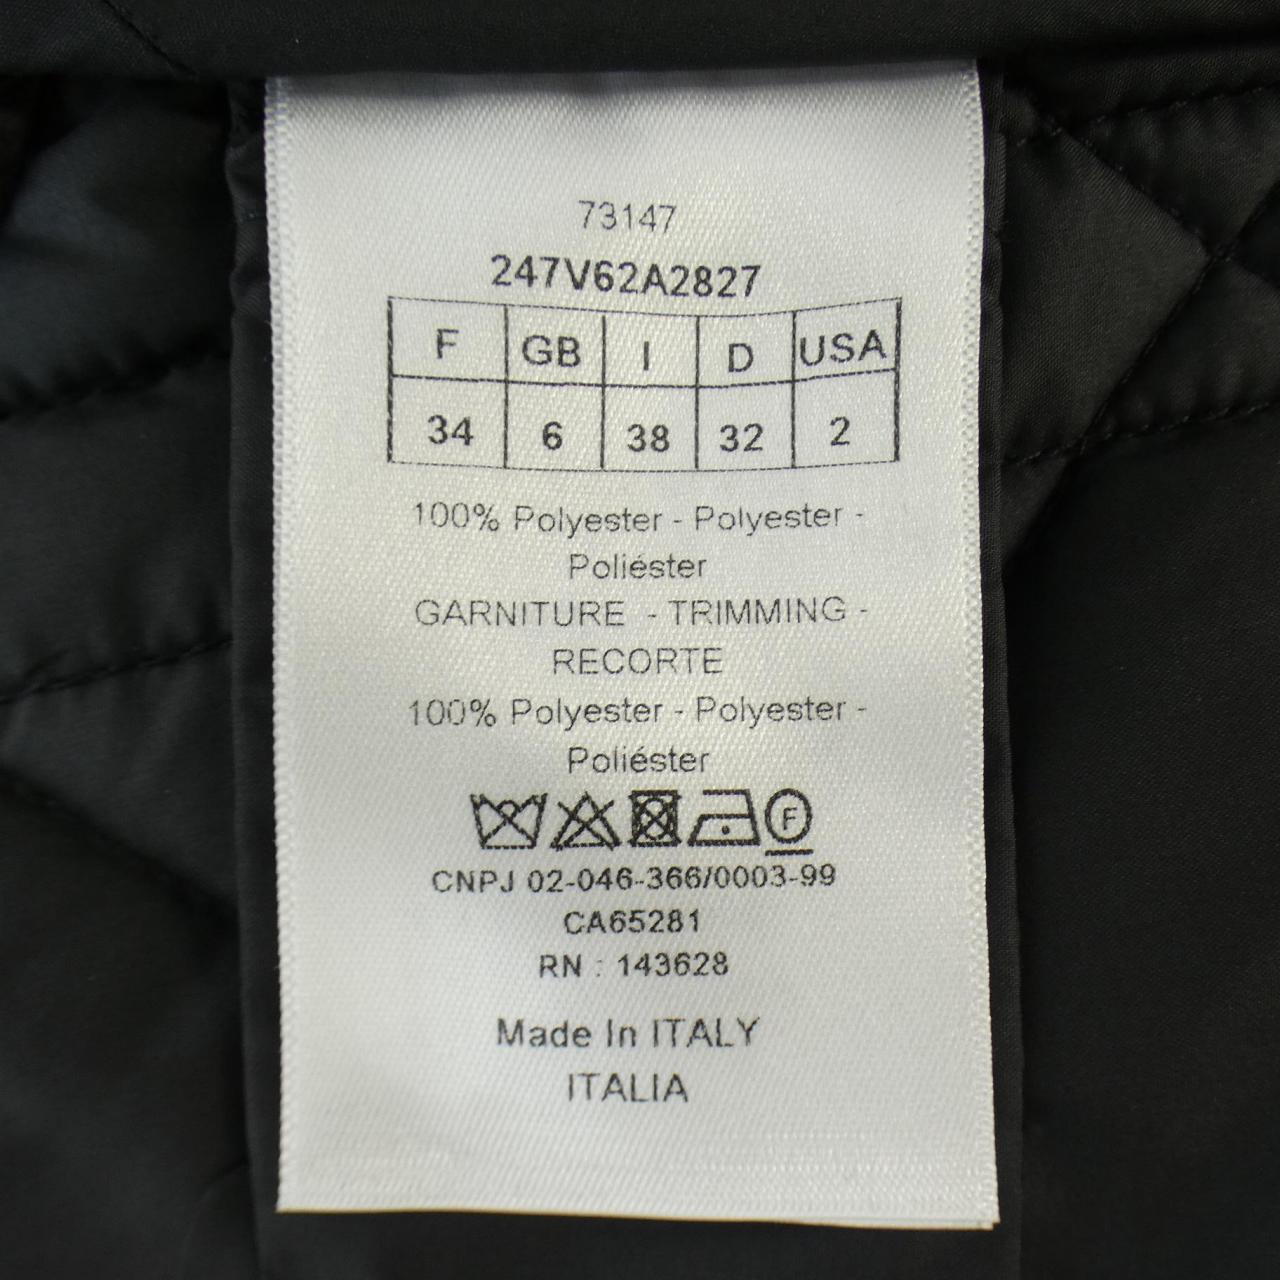 73147
247V62A2827
F GB I D USA
34 6 38 32 2
100% Polyester - Polyester -
Poliéster
GARNITURE - TRIMMING -
RECORTE
100% Polyester - Polyester -
Poliéster
F
CNPJ 02-046-366/0003-99
CA65281
RN : 143628
Made In ITALY
ITALIA